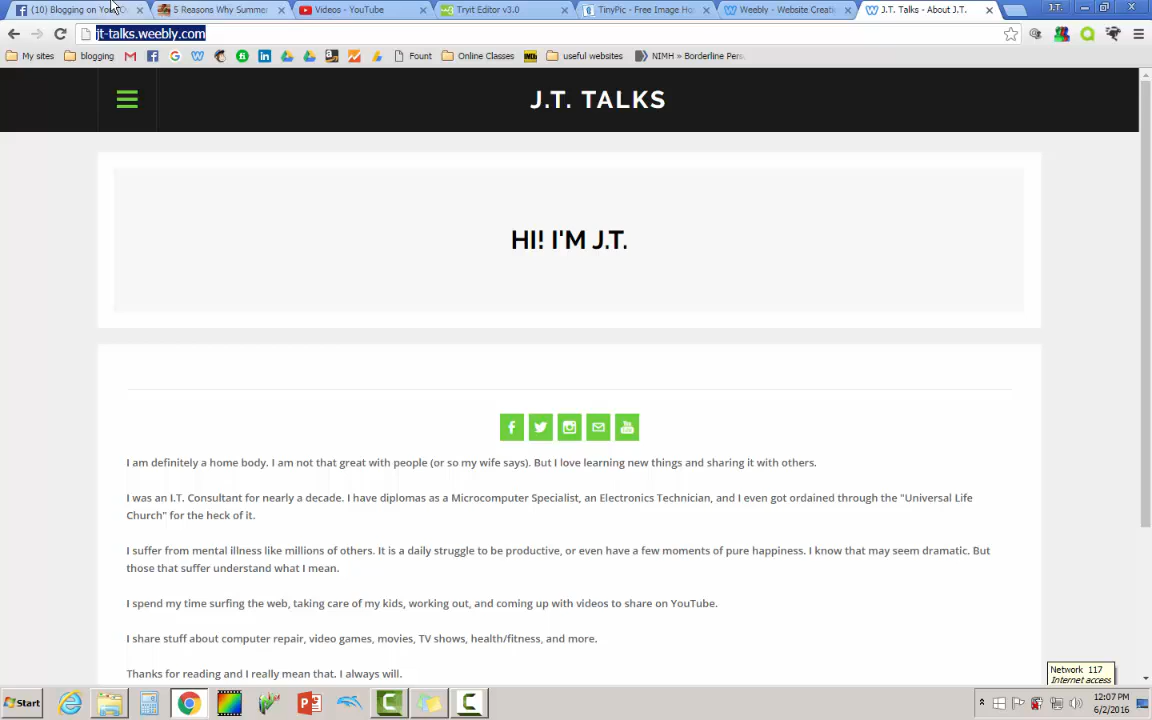 (10) Blogging on You
5 Reasons Why Summer
Videos - YouTube
Tryit Editor v3.0
TinyPic - Free Image Ho
Weebly - Website Creati
J.T. Talks - About J.T.
J.T.
jt-talks.weebly.com
My sites
blogging
Fount
Online Classes
useful websites
NIMH » Borderline Pers
J.T. TALKS
HI! I'M J.T.
I am definitely a home body. I am not that great with people (or so my wife says). But I love learning new things and sharing it with others.
I was an I.T. Consultant for nearly a decade. I have diplomas as a Microcomputer Specialist, an Electronics Technician, and I even got ordained through the "Universal Life
Church" for the heck of it.
I suffer from mental illness like millions of others. It is a daily struggle to be productive, or even have a few moments of pure happiness. I know that may seem dramatic. But
those that suffer understand what I mean.
I spend my time surfing the web, taking care of my kids, working out, and coming up with videos to share on YouTube.
I share stuff about computer repair, video games, movies, TV shows, health/fitness, and more.
Thanks for reading and I really mean that. I always will.
Network 117
Internet access
Start
12:07 PM
6/2/2016